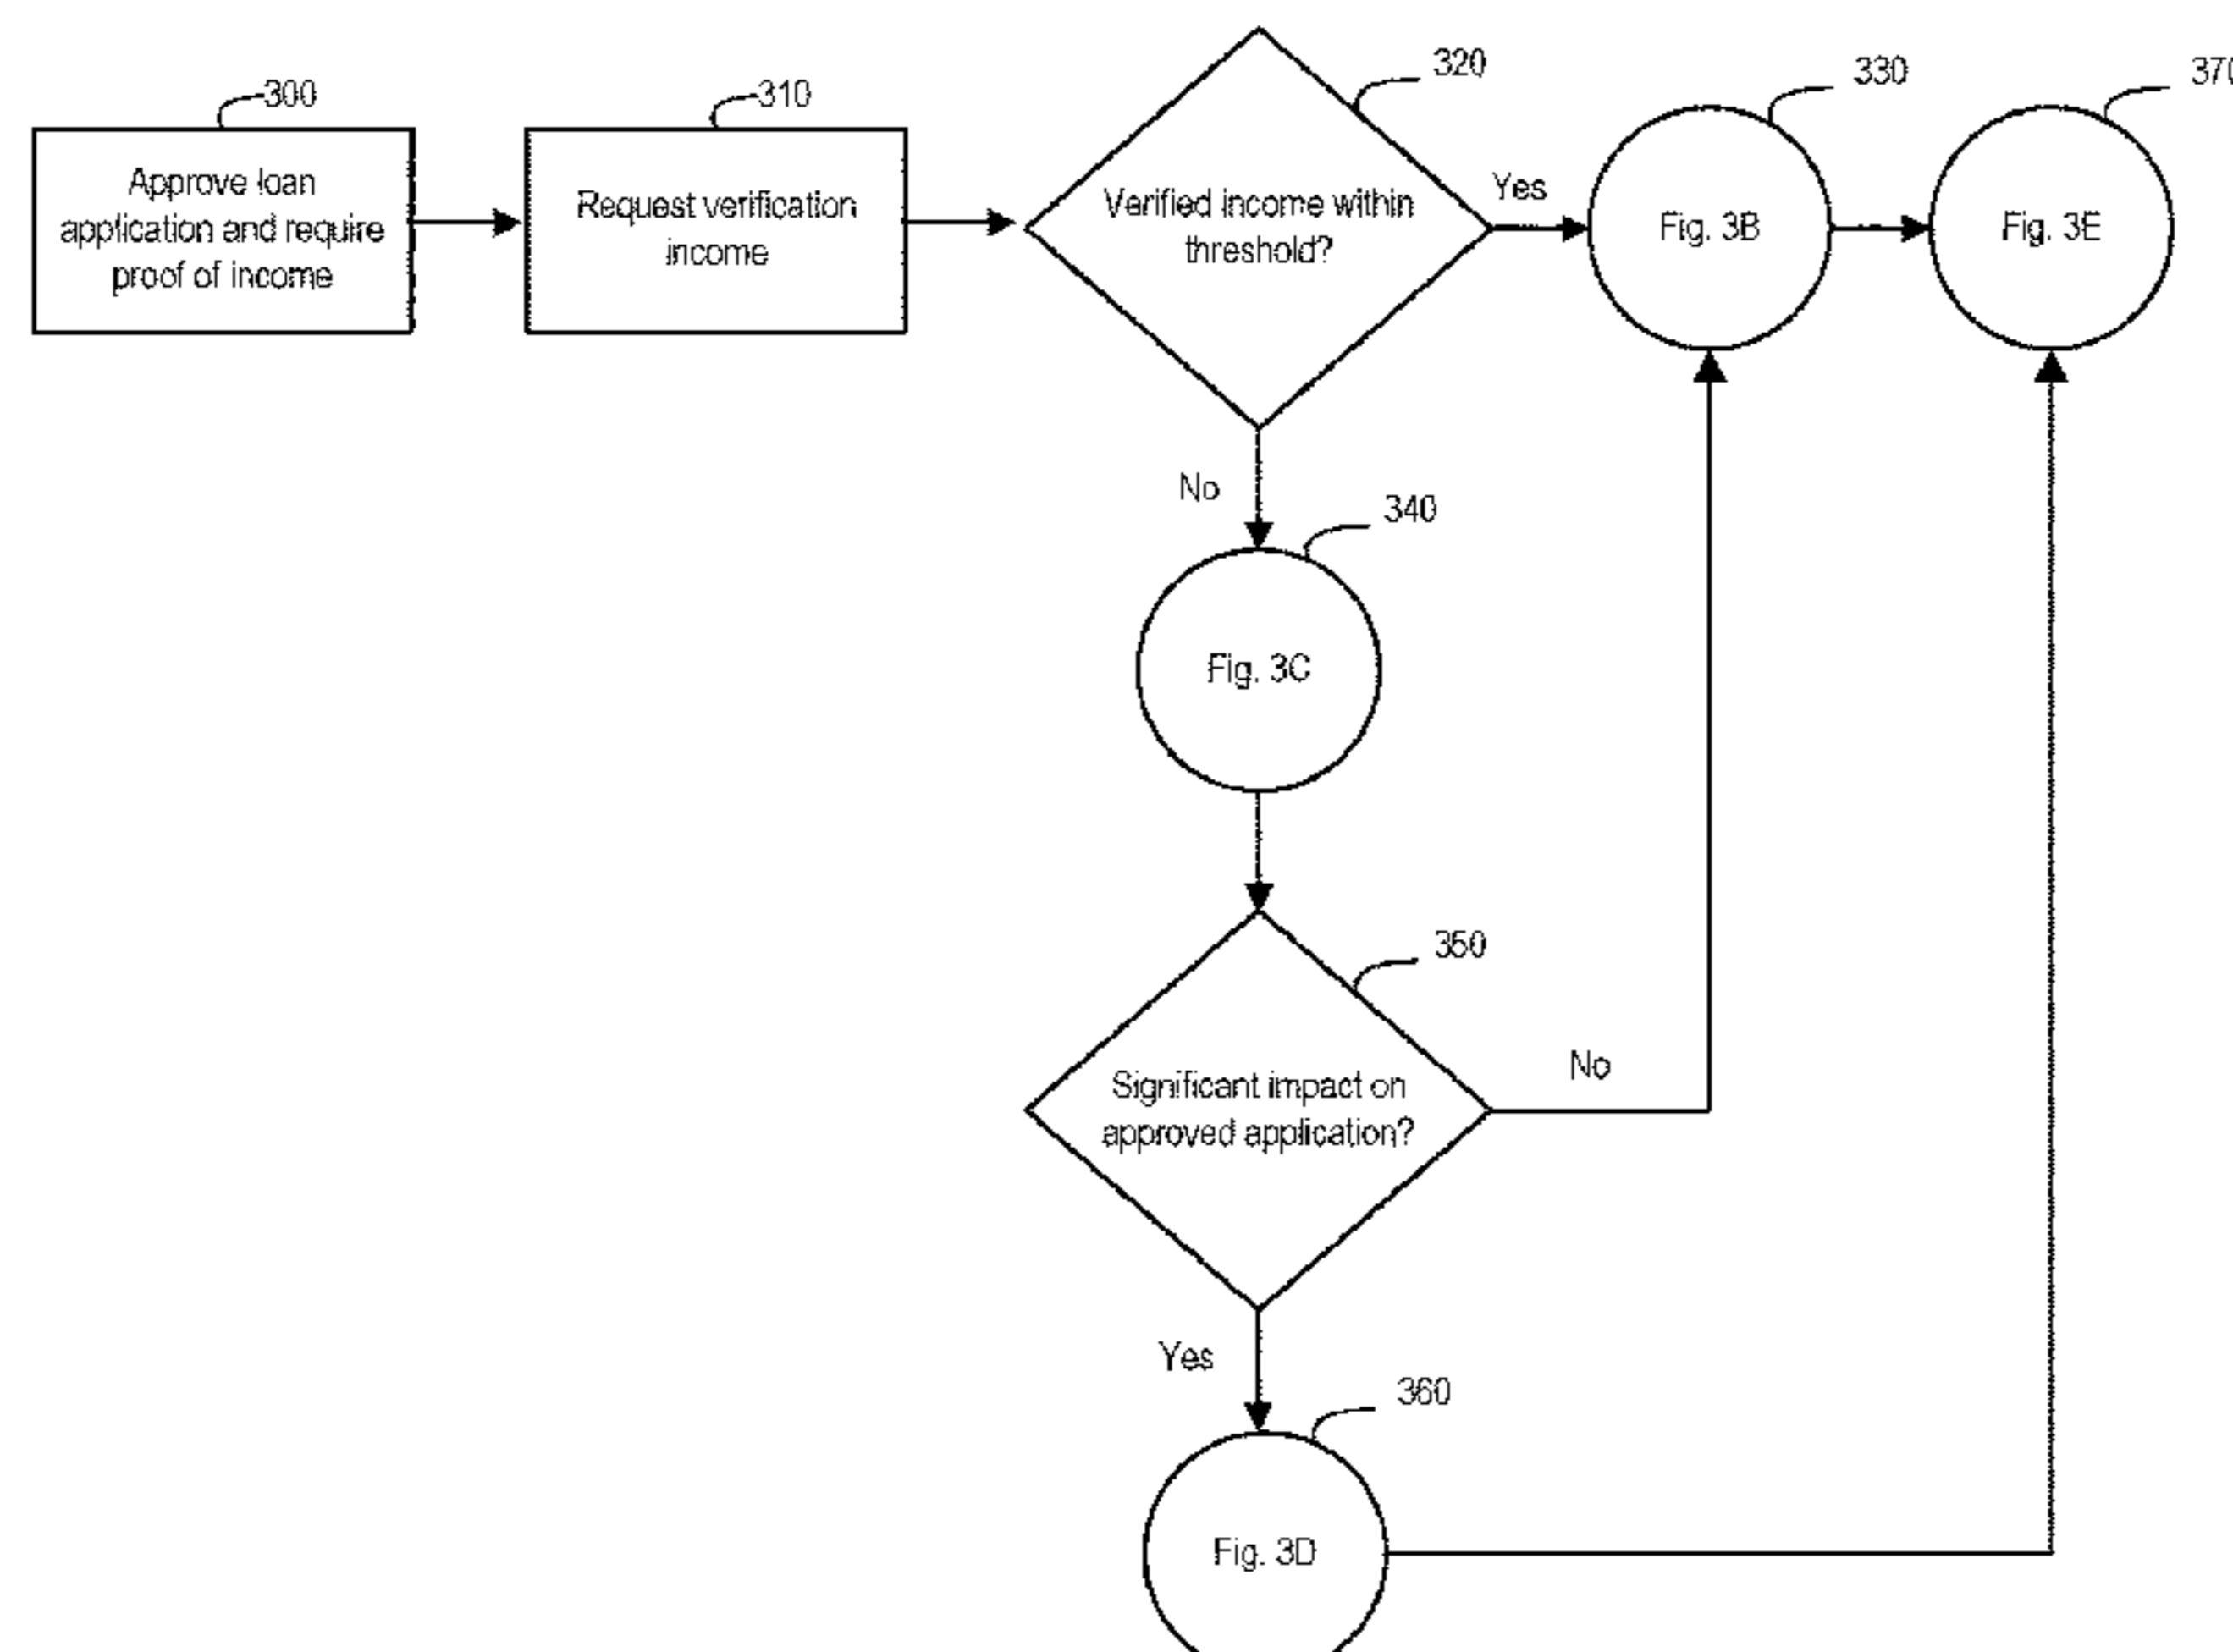 300
Approve loan
application and require
proof of income
310
Request verification
income
320
Verified income within
threshold?
Yes
330
Fig. 3B
370
Fig. 3E
No
340
Fig. 3C
350
Significant impact on
approved application?
No
Yes
360
Fig. 3D